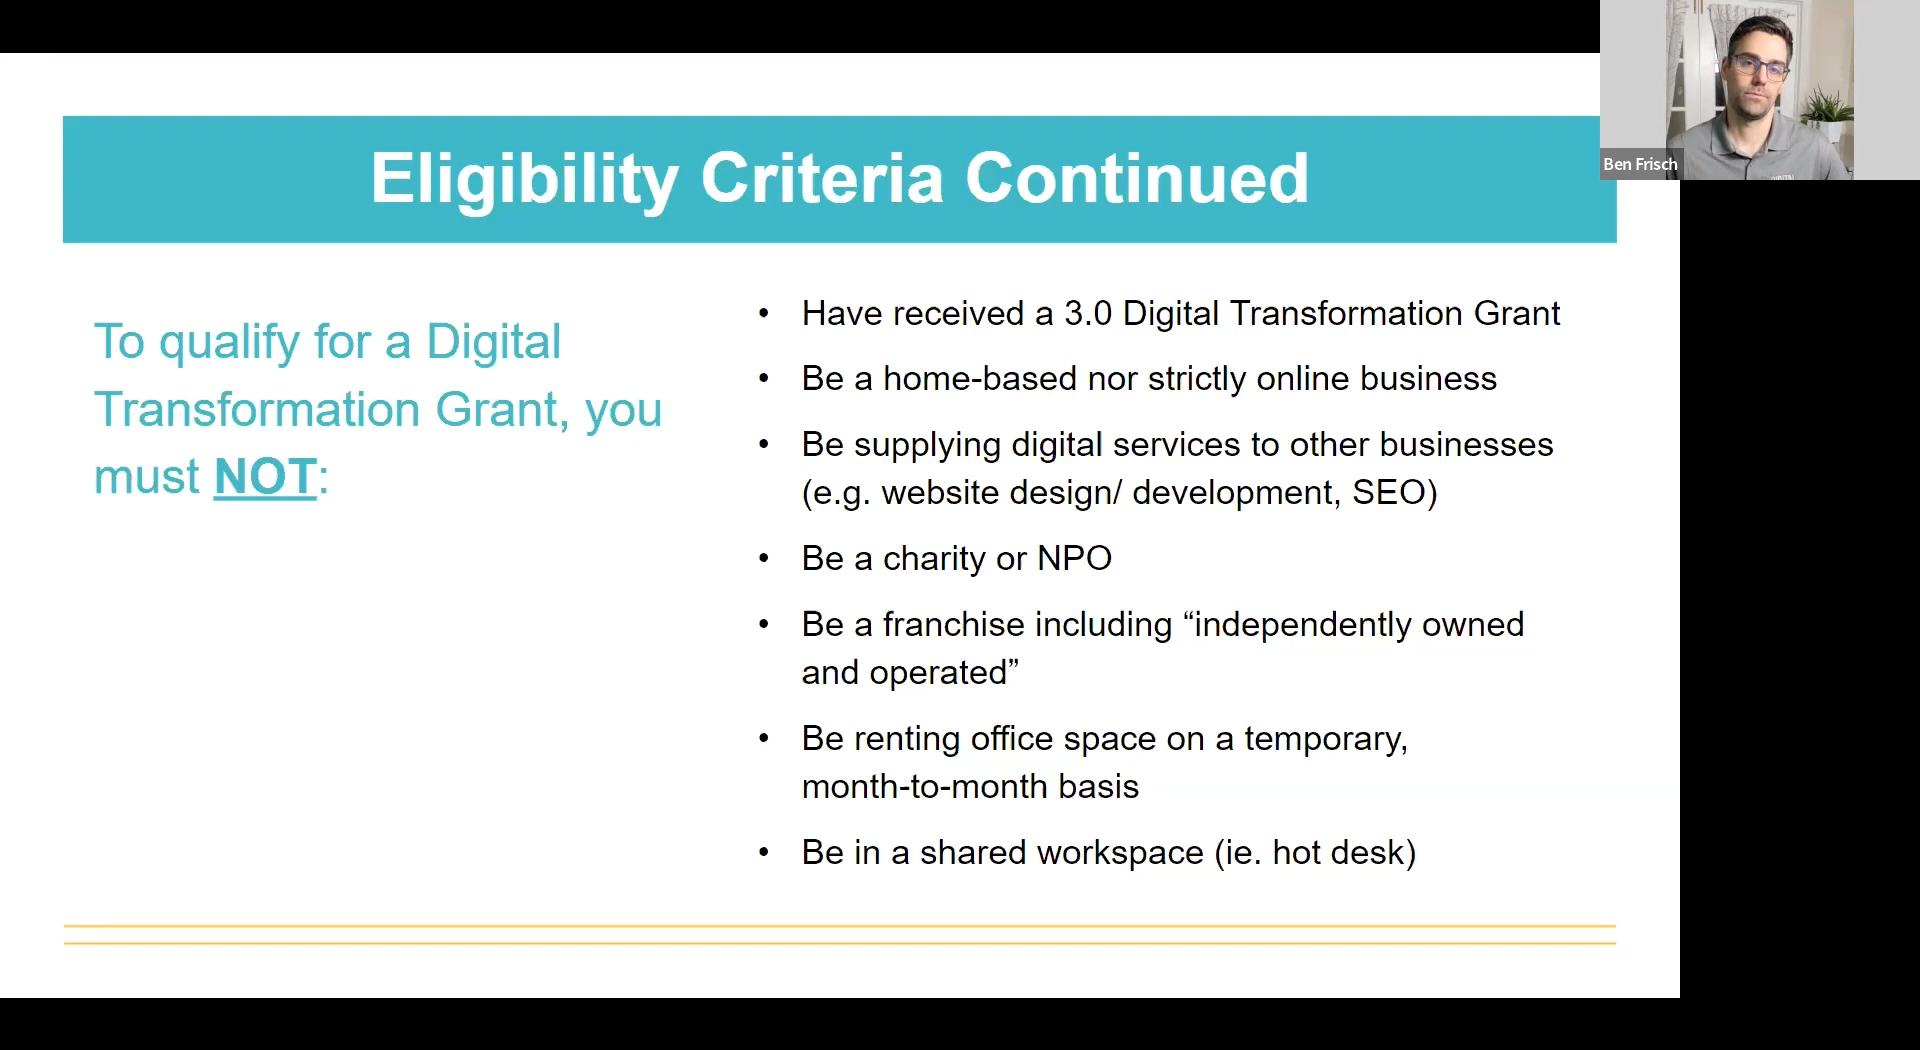 Eligibility Criteria Continued
Ben Frisch
To qualify for a Digital
Transformation Grant, you
must NOT:
• Have received a 3.0 Digital Transformation Grant
• Be a home-based nor strictly online business
• Be supplying digital services to other businesses
(e.g. website design/ development, SEO)
• Be a charity or NPO
• Be a franchise including “independently owned
and operated”
• Be renting office space on a temporary,
month-to-month basis
• Be in a shared workspace (ie. hot desk)